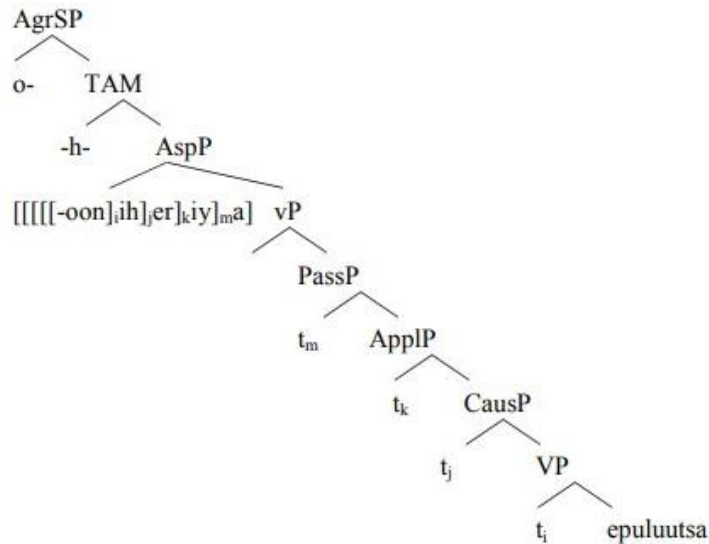 AgrSP
o- TAM
-h- AspP
[[[[[-oon]ᵢih]ⱼer]ₖiy]ₘa] vP
PassP
tₘ ApplP
tₖ CausP
tⱼ VP
tᵢ epuluutsa